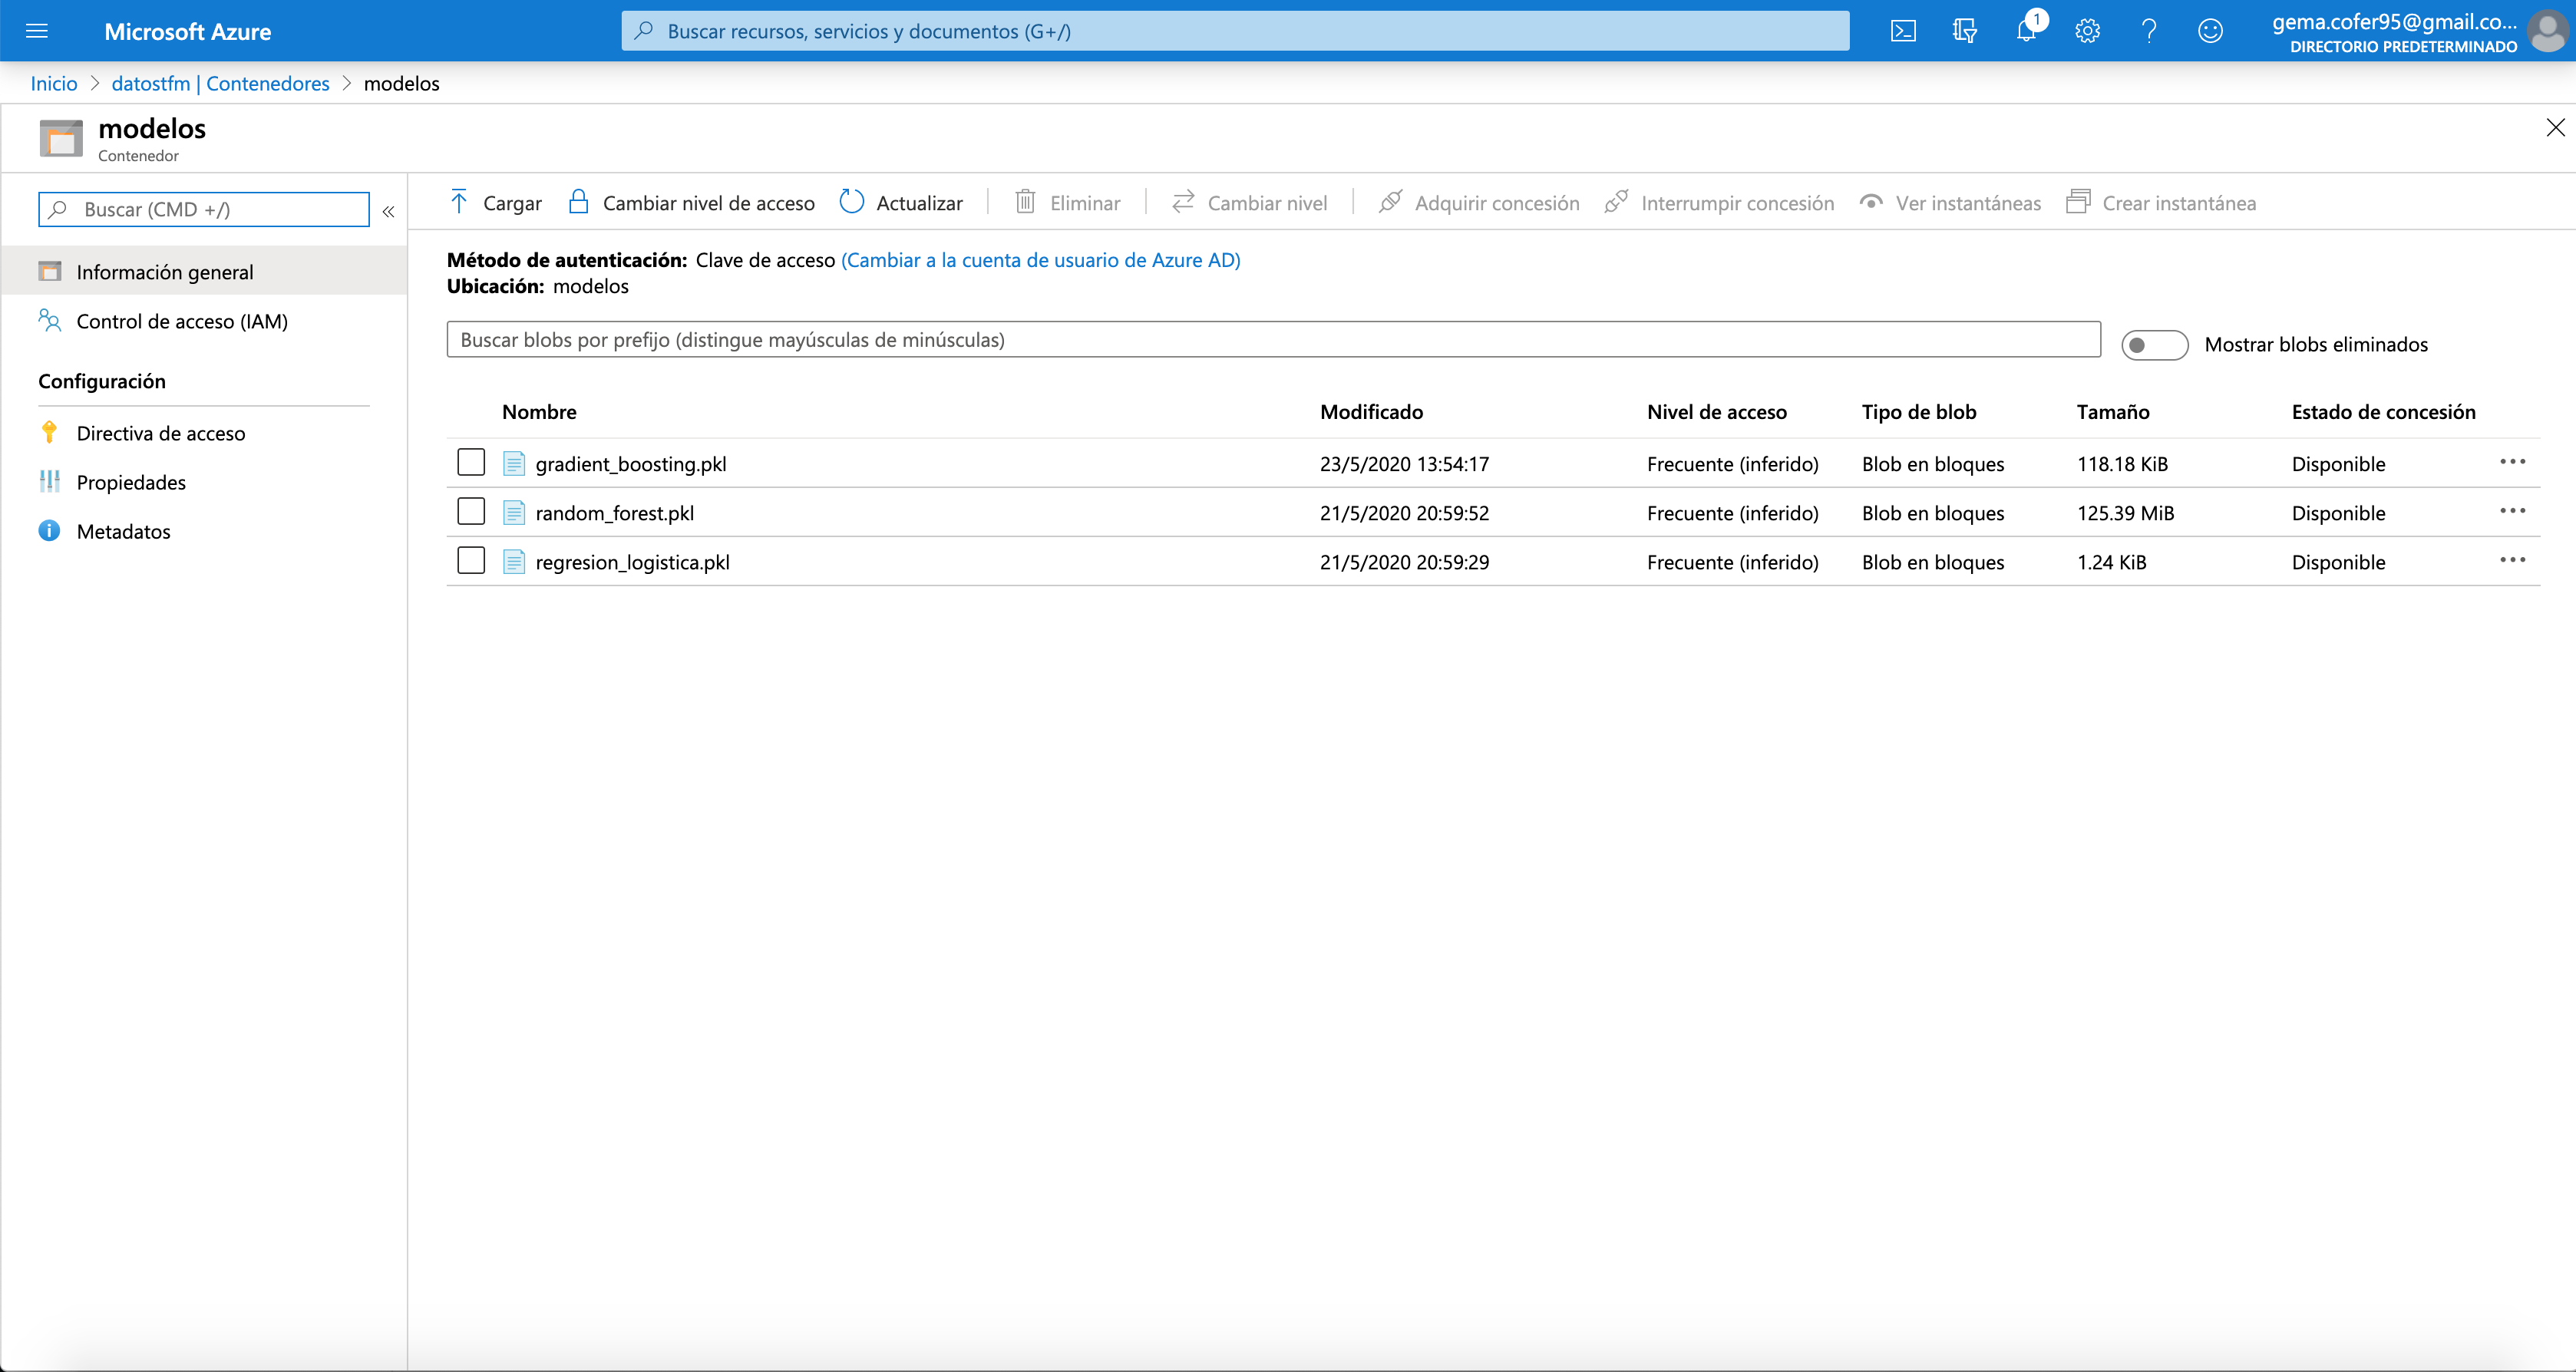 Microsoft Azure
Buscar recursos, servicios y documentos (G+/)
1
gema.cofer95@gmail.co...
DIRECTORIO PREDETERMINADO
Inicio > datostfm | Contenedores > modelos
modelos
Contenedor
Buscar (CMD +/)
«
Información general
Control de acceso (IAM)
Configuración
Directiva de acceso
Propiedades
Metadatos
Cargar Cambiar nivel de acceso Actualizar Eliminar Cambiar nivel Adquirir concesión Interrumpir concesión Ver instantáneas Crear instantánea
Método de autenticación: Clave de acceso (Cambiar a la cuenta de usuario de Azure AD)
Ubicación: modelos
Buscar blobs por prefijo (distingue mayúsculas de minúsculas)
Mostrar blobs eliminados
Nombre Modificado Nivel de acceso Tipo de blob Tamaño Estado de concesión
gradient_boosting.pkl 23/5/2020 13:54:17 Frecuente (inferido) Blob en bloques 118.18 KiB Disponible ...
random_forest.pkl 21/5/2020 20:59:52 Frecuente (inferido) Blob en bloques 125.39 MiB Disponible ...
regresion_logistica.pkl 21/5/2020 20:59:29 Frecuente (inferido) Blob en bloques 1.24 KiB Disponible ...